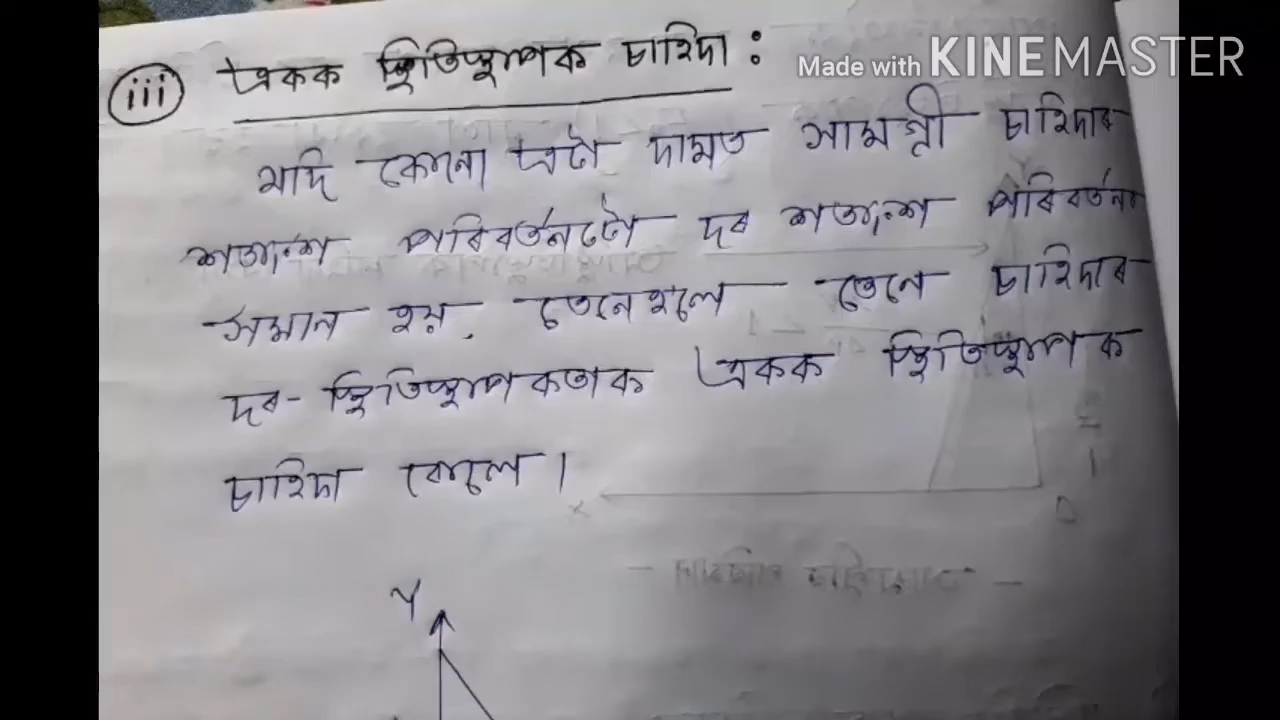 Made with KINEMASTER
iii একক স্থিতিস্থাপক চাহিদা :
যদি কোনো এটা দামত সামগ্ৰী চাহিদাৰ
শতাংশ পৰিবৰ্তনটো দৰ শতাংশ পৰিবৰ্তনৰ
সমান হয়, তেনেহলে তেনে চাহিদাৰ
দৰ-স্থিতিস্থাপকতাক একক স্থিতিস্থাপক
চাহিদা বোলে।
X
O
Y